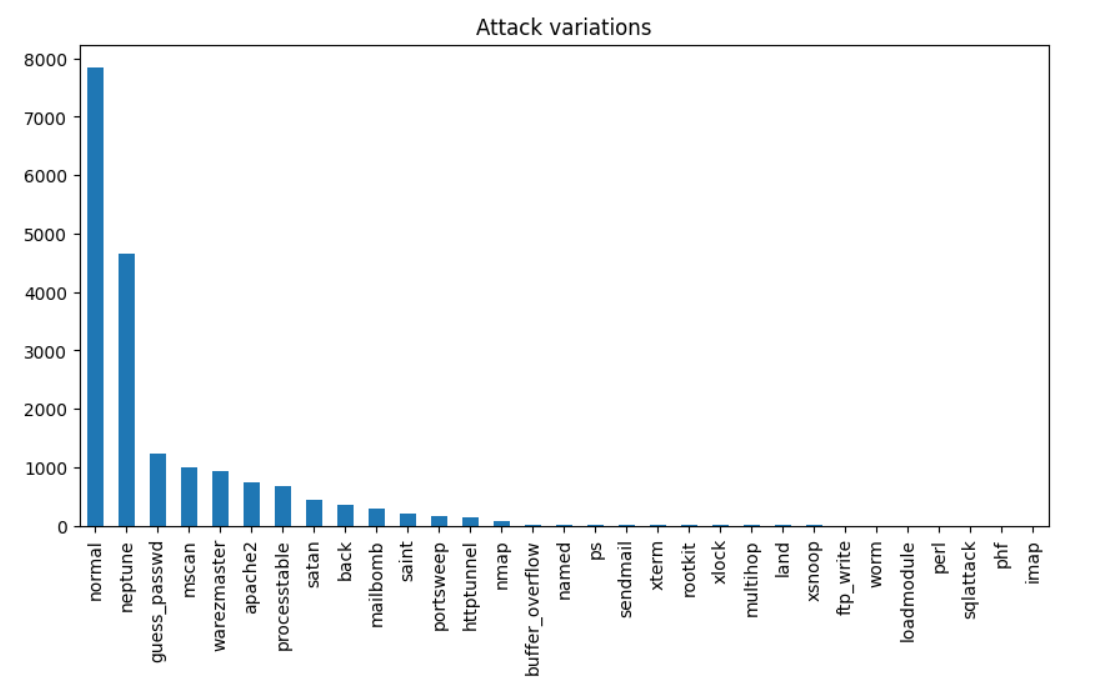 Attack variations
8000
7000
6000
5000
4000
3000
2000
1000
0
normal
neptune
guess_passwd
mscan
warezmaster
apache2
processtable
satan
back
mailbomb
saint
portsweep
httptunnel
nmap
buffer_overflow
named
ps
sendmail
xterm
rootkit
xlock
multihop
land
xsnoop
ftp_write
worm
loadmodule
perl
sqlattack
phf
imap